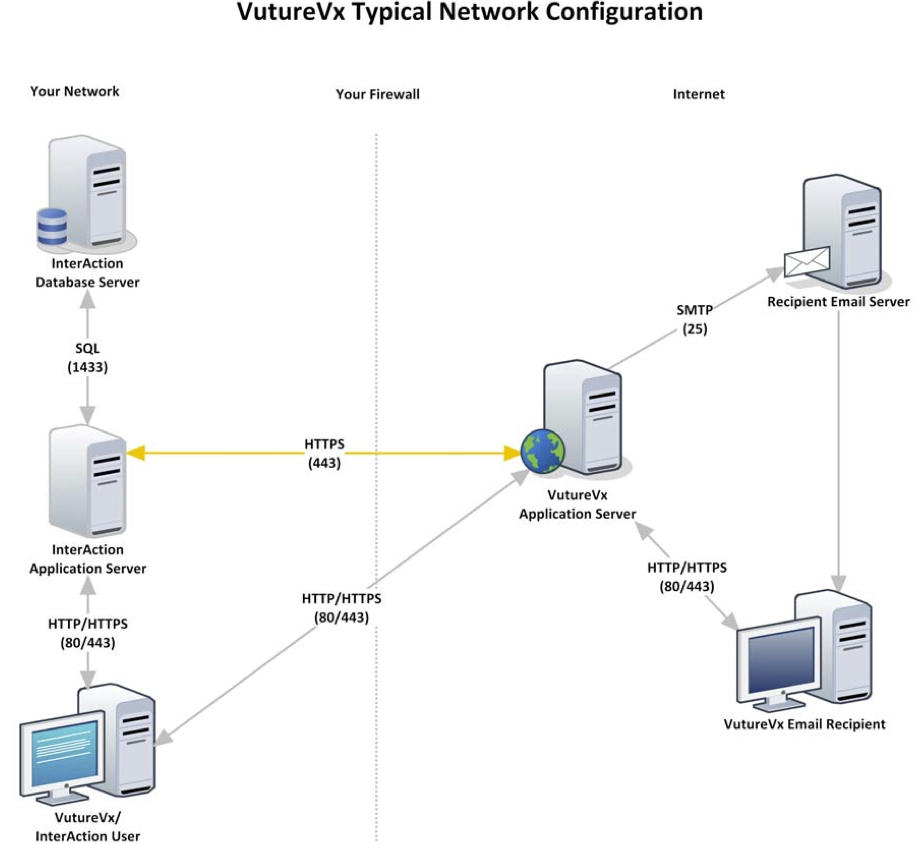 VutureVx Typical Network Configuration
Your Network
Your Firewall
Internet
InterAction
Database Server
SQL
(1433)
InterAction
Application Server
HTTP/HTTPS
(80/443)
VutureVx/
InterAction User
HTTPS
(443)
HTTP/HTTPS
(80/443)
VutureVx
Application Server
SMTP
(25)
Recipient Email Server
HTTP/HTTPS
(80/443)
VutureVx Email Recipient